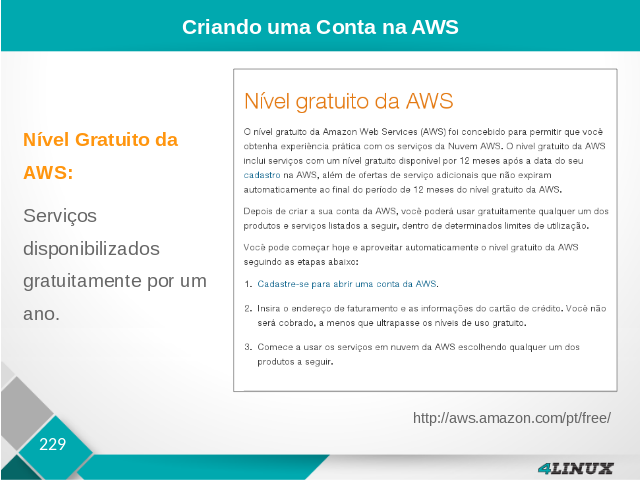 Criando uma Conta na AWS
Nível Gratuito da
AWS:
Serviços
disponibilizados
gratuitamente por um
ano.
Nível gratuito da AWS
O nível gratuito da Amazon Web Services (AWS) foi concebido para permitir que você
obtenha experiência prática com os serviços da Nuvem AWS. O nível gratuito da AWS
inclui serviços com um nível gratuito disponível por 12 meses após a data do seu
cadastro na AWS, além de ofertas de serviço adicionais que não expiram
automaticamente ao final do período de 12 meses do nível gratuito da AWS.
Depois de criar a sua conta da AWS, você poderá usar gratuitamente qualquer um dos
produtos e serviços listados a seguir, dentro de determinados limites de utilização.
Você pode começar hoje e aproveitar automaticamente o nível gratuito da AWS
seguindo as etapas abaixo:
1. Cadastre-se para abrir uma conta da AWS.
2. Insira o endereço de faturamento e as informações do cartão de crédito. Você não
será cobrado, a menos que ultrapasse os níveis de uso gratuito.
3. Comece a usar os serviços em nuvem da AWS escolhendo qualquer um dos
produtos a seguir.
http://aws.amazon.com/pt/free/
229
4LINUX